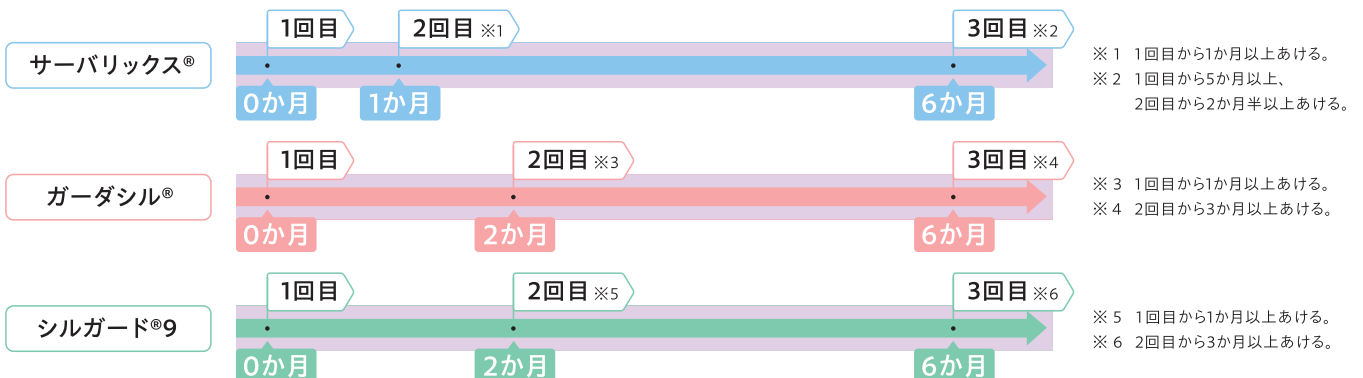 サーバリックス®
1回目
2回目 ※1
3回目 ※2
0か月
1か月
6か月
※1 1回目から1か月以上あける。
※2 1回目から5か月以上、
2回目から2か月半以上あける。
ガーダシル®
1回目
2回目 ※3
3回目 ※4
0か月
2か月
6か月
※3 1回目から1か月以上あける。
※4 2回目から3か月以上あける。
シルガード®9
1回目
2回目 ※5
3回目 ※6
0か月
2か月
6か月
※5 1回目から1か月以上あける。
※6 2回目から3か月以上あける。